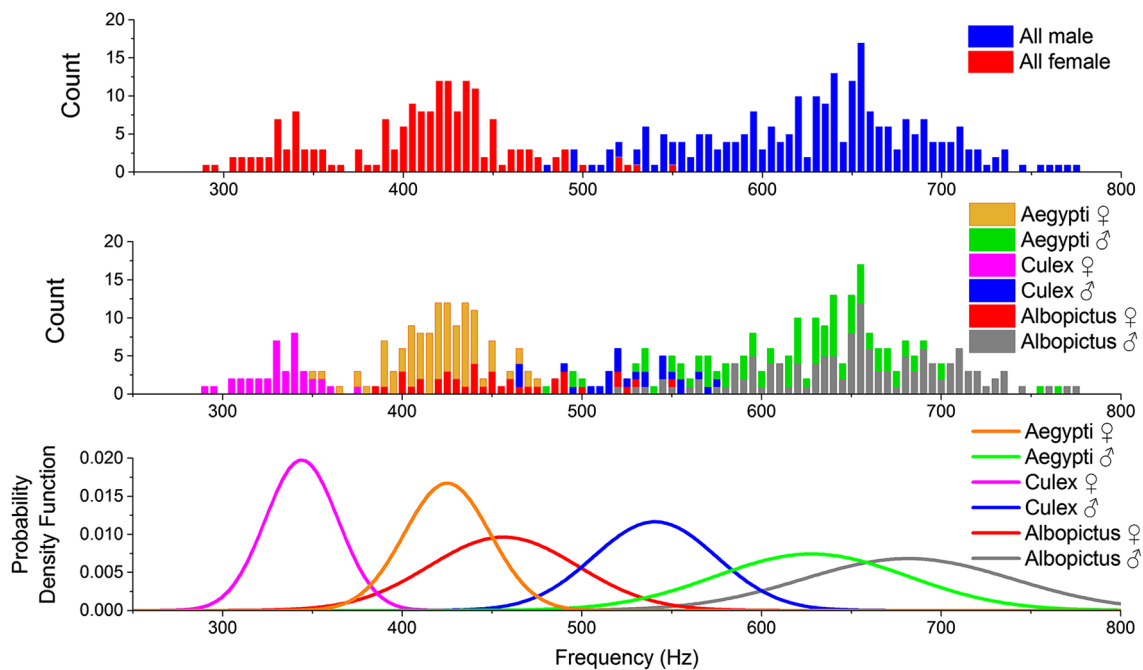 20
15
10
5
0
Count
All male
All female
300
400
500
600
700
800
20
15
10
5
0
Count
Aegypti ♀
Aegypti ♂
Culex ♀
Culex ♂
Albopictus ♀
Albopictus ♂
300
400
500
600
700
800
0.020
0.015
0.010
0.005
0.000
Probability
Density Function
Aegypti ♀
Aegypti ♂
Culex ♀
Culex ♂
Albopictus ♀
Albopictus ♂
300
400
500
600
700
800
Frequency (Hz)